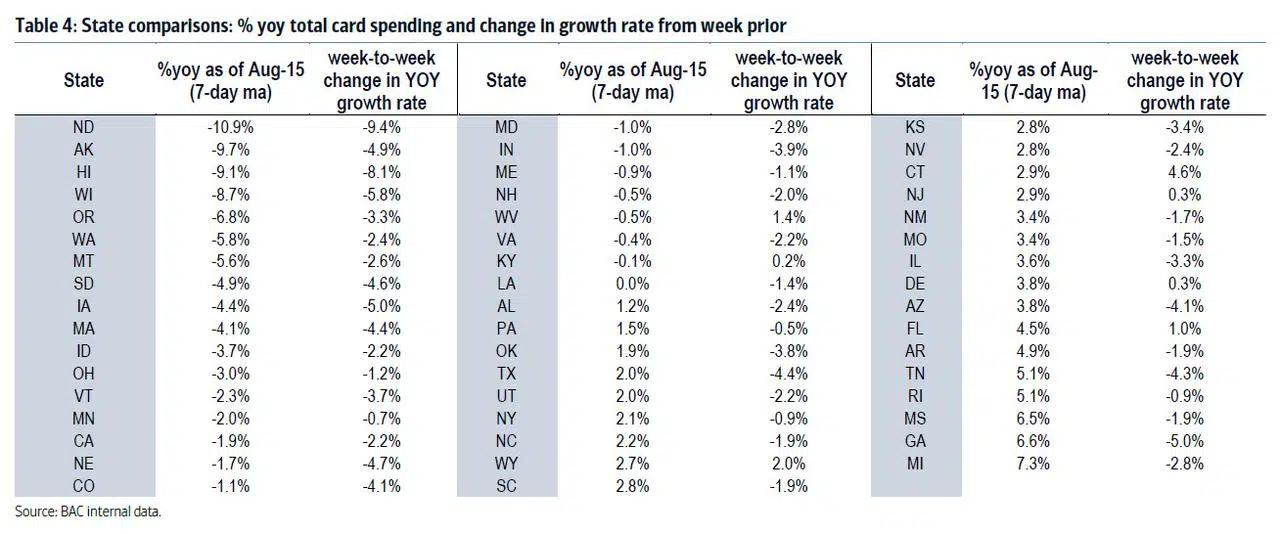 Table 4: State comparisons: % yoy total card spending and change in growth rate from week prior
State %yoy as of Aug-15 (7-day ma) week-to-week change in YOY growth rate State %yoy as of Aug-15 (7-day ma) week-to-week change in YOY growth rate State %yoy as of Aug-15 (7-day ma) week-to-week change in YOY growth rate
ND -10.9% -9.4% MD -1.0% -2.8% KS 2.8% -3.4%
AK -9.7% -4.9% IN -1.0% -3.9% NV 2.8% -2.4%
HI -9.1% -8.1% ME -0.9% -1.1% CT 2.9% 4.6%
WI -8.7% -5.8% NH -0.5% -2.0% NJ 2.9% 0.3%
OR -6.8% -3.3% WV -0.5% 1.4% NM 3.4% -1.7%
WA -5.8% -2.4% VA -0.4% -2.2% MO 3.4% -1.5%
MT -5.6% -2.6% KY -0.1% 0.2% IL 3.6% -3.3%
SD -4.9% -4.6% LA 0.0% -1.4% DE 3.8% 0.3%
IA -4.4% -5.0% AL 1.2% -2.4% AZ 3.8% -4.1%
MA -4.1% -4.4% PA 1.5% -0.5% FL 4.5% 1.0%
ID -3.7% -2.2% OK 1.9% -3.8% AR 4.9% -1.9%
OH -3.0% -1.2% TX 2.0% -4.4% TN 5.1% -4.3%
VT -2.3% -3.7% UT 2.0% -2.2% RI 5.1% -0.9%
MN -2.0% -0.7% NY 2.1% -0.9% MS 6.5% -1.9%
CA -1.9% -2.2% NC 2.2% -1.9% GA 6.6% -5.0%
NE -1.7% -4.7% WY 2.7% 2.0% MI 7.3% -2.8%
CO -1.1% -4.1% SC 2.8% -1.9%
Source: BAC internal data.